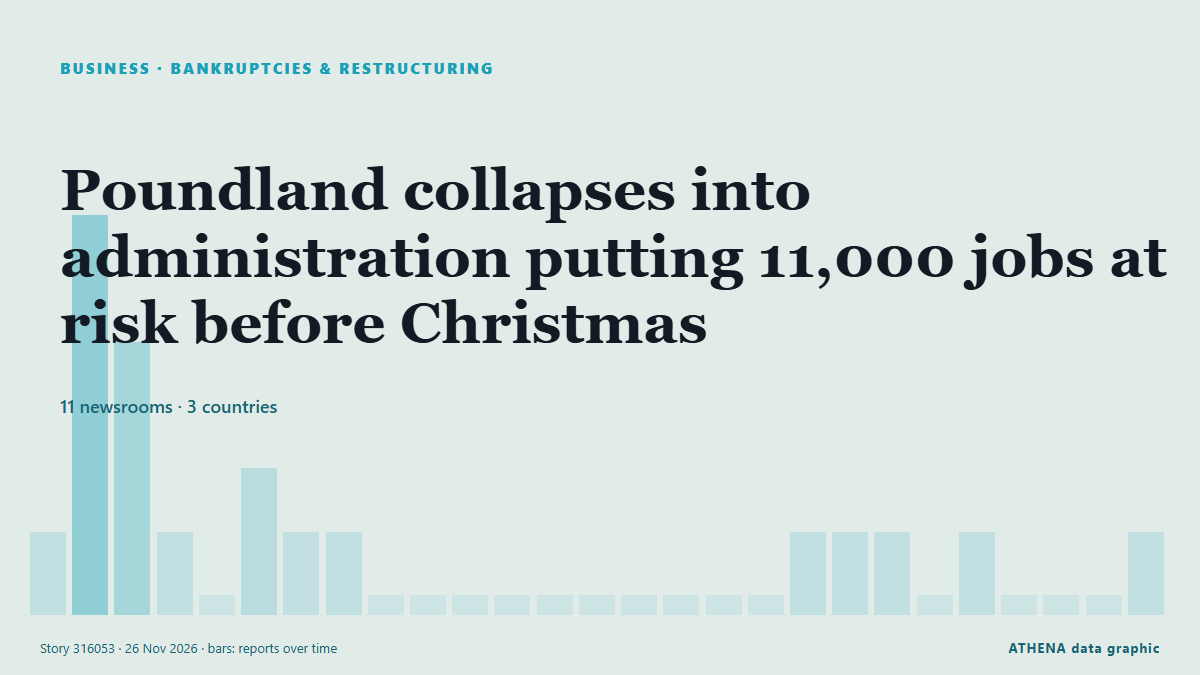 BUSINESS · BANKRUPTCIES & RESTRUCTURING
Poundland collapses into
administration putting 11,000 jobs at
risk before Christmas
11 newsrooms · 3 countries
Story 316053 · 26 Nov 2026 · bars: reports over time
ATHENA data graphic